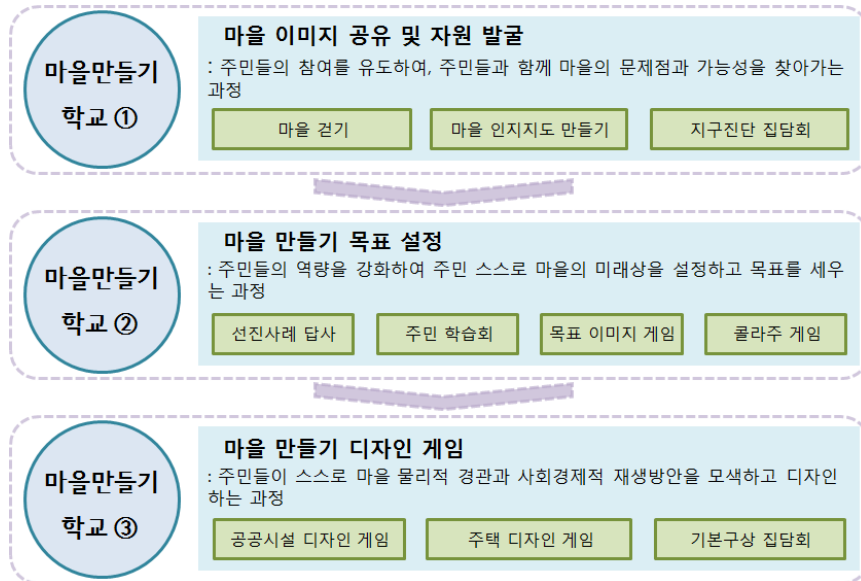 마을만들기
학교 ①
마을 이미지 공유 및 자원 발굴
: 주민들의 참여를 유도하여, 주민들과 함께 마을의 문제점과 가능성을 찾아가는
과정
마을 걷기
마을 인지지도 만들기
지구진단 집담회
마을만들기
학교 ②
마을 만들기 목표 설정
: 주민들의 역량을 강화하여 주민 스스로 마을의 미래상을 설정하고 목표를 세우
는 과정
선진사례 답사
주민 학습회
목표 이미지 게임
콜라주 게임
마을만들기
학교 ③
마을 만들기 디자인 게임
: 주민들이 스스로 마을 물리적 경관과 사회경제적 재생방안을 모색하고 디자인
하는 과정
공공시설 디자인 게임
주택 디자인 게임
기본구상 집담회